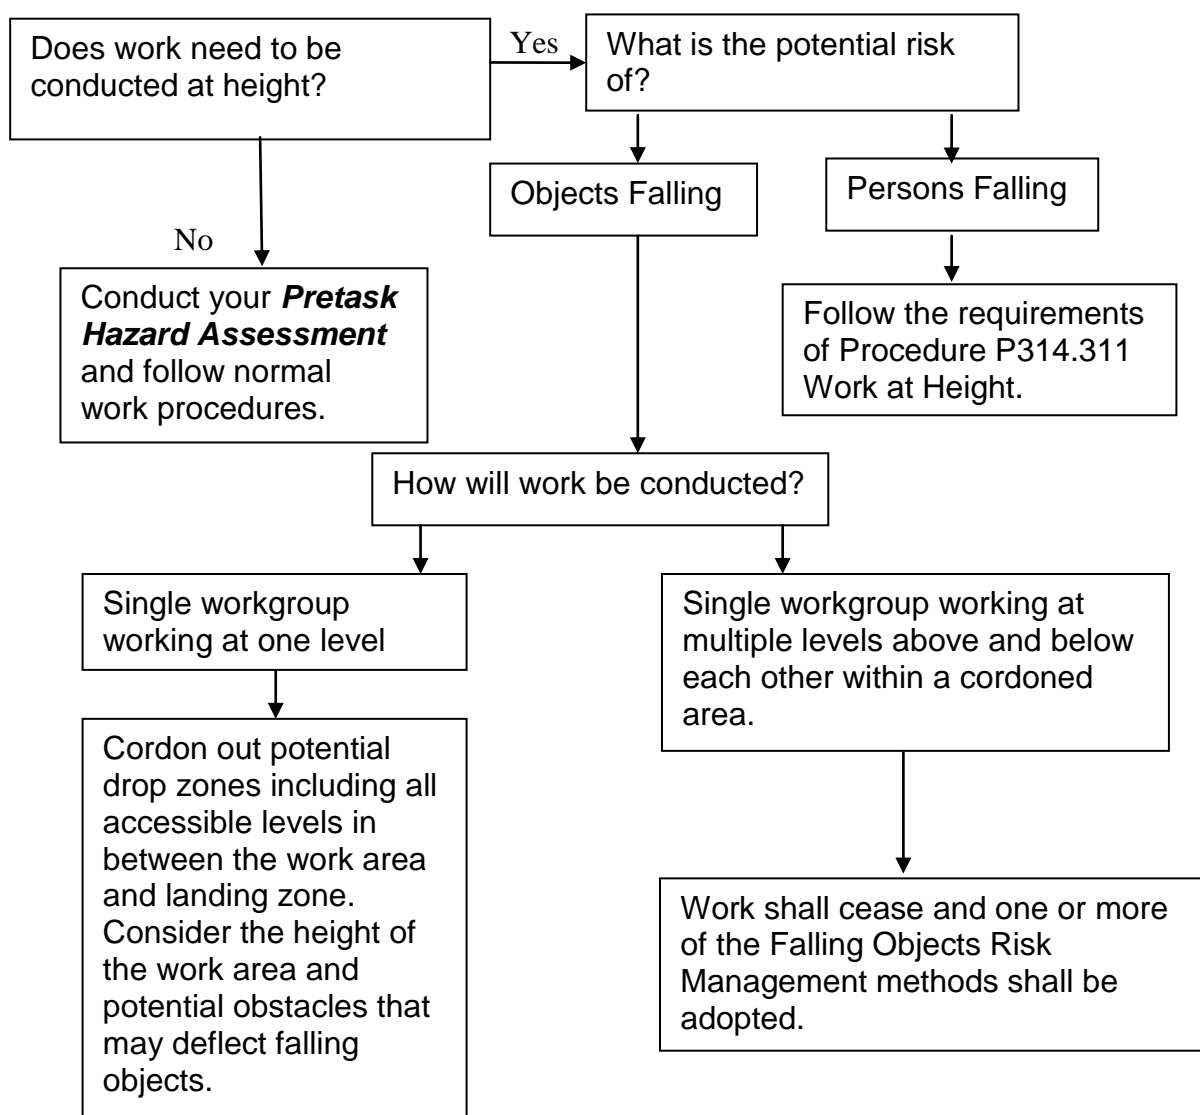 Does work need to be
conducted at height?
Yes
What is the potential risk
of?
Objects Falling
Persons Falling
No
Conduct your Pretask
Hazard Assessment
and follow normal
work procedures.
Follow the requirements
of Procedure P314.311
Work at Height.
How will work be conducted?
Single workgroup
working at one level
Single workgroup working at
multiple levels above and below
each other within a cordoned
area.
Cordon out potential
drop zones including all
accessible levels in
between the work area
and landing zone.
Consider the height of
the work area and
potential obstacles that
may deflect falling
objects.
Work shall cease and one or more
of the Falling Objects Risk
Management methods shall be
adopted.